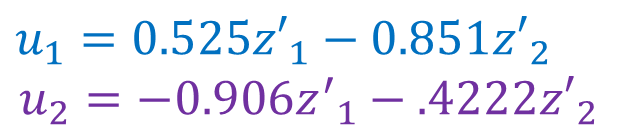 u₁ = 0.525z′₁ − 0.851z′₂
u₂ = −0.906z′₁ − .4222z′₂